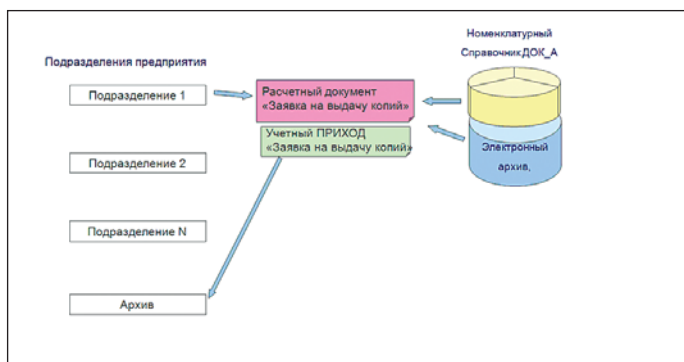 Номенклатурный
Справочник ДОК_А
Подразделения предприятия
Подразделение 1
Расчетный документ
«Заявка на выдачу копий»
Учетный ПРИХОД
«Заявка на выдачу копий»
Электронный
архив,
Подразделение 2
Подразделение N
Архив